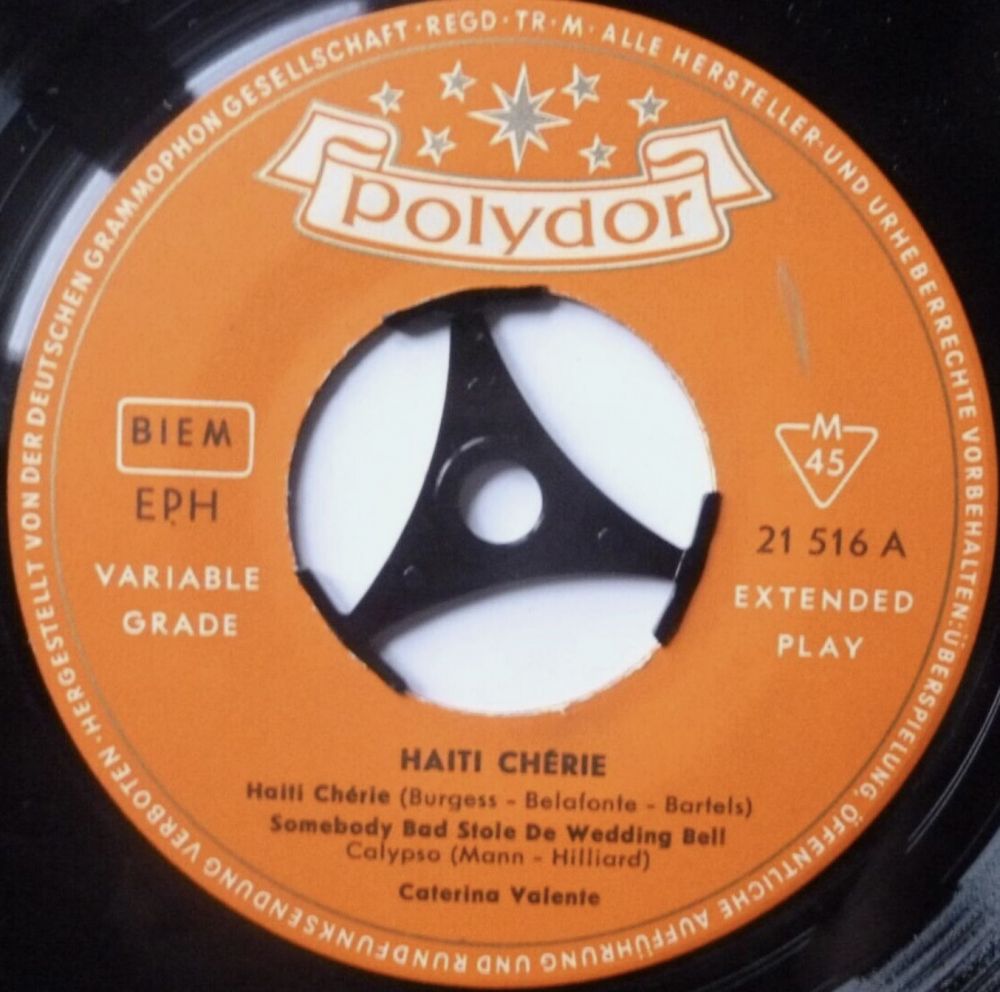 HERGESTELLT VON DER DEUTSCHEN GRAMMOPHON GESELLSCHAFT · REGD · TR · M · ALLE HERSTELLER- UND URHEBERRECHTE VORBEHALTEN: ÜBERSPIELUNG, ÖFFENTLICHE AUFFÜHRUNG UND RUNDFUNKSENDUNG VERBOTEN ·
polydor
BIEM
EPH
VARIABLE
GRADE
M
45
21 516 A
EXTENDED
PLAY
HAITI CHÉRIE
Haiti Chérie (Burgess - Belafonte - Bartels)
Somebody Bad Stole De Wedding Bell
Calypso (Mann - Hilliard)
Caterina Valente